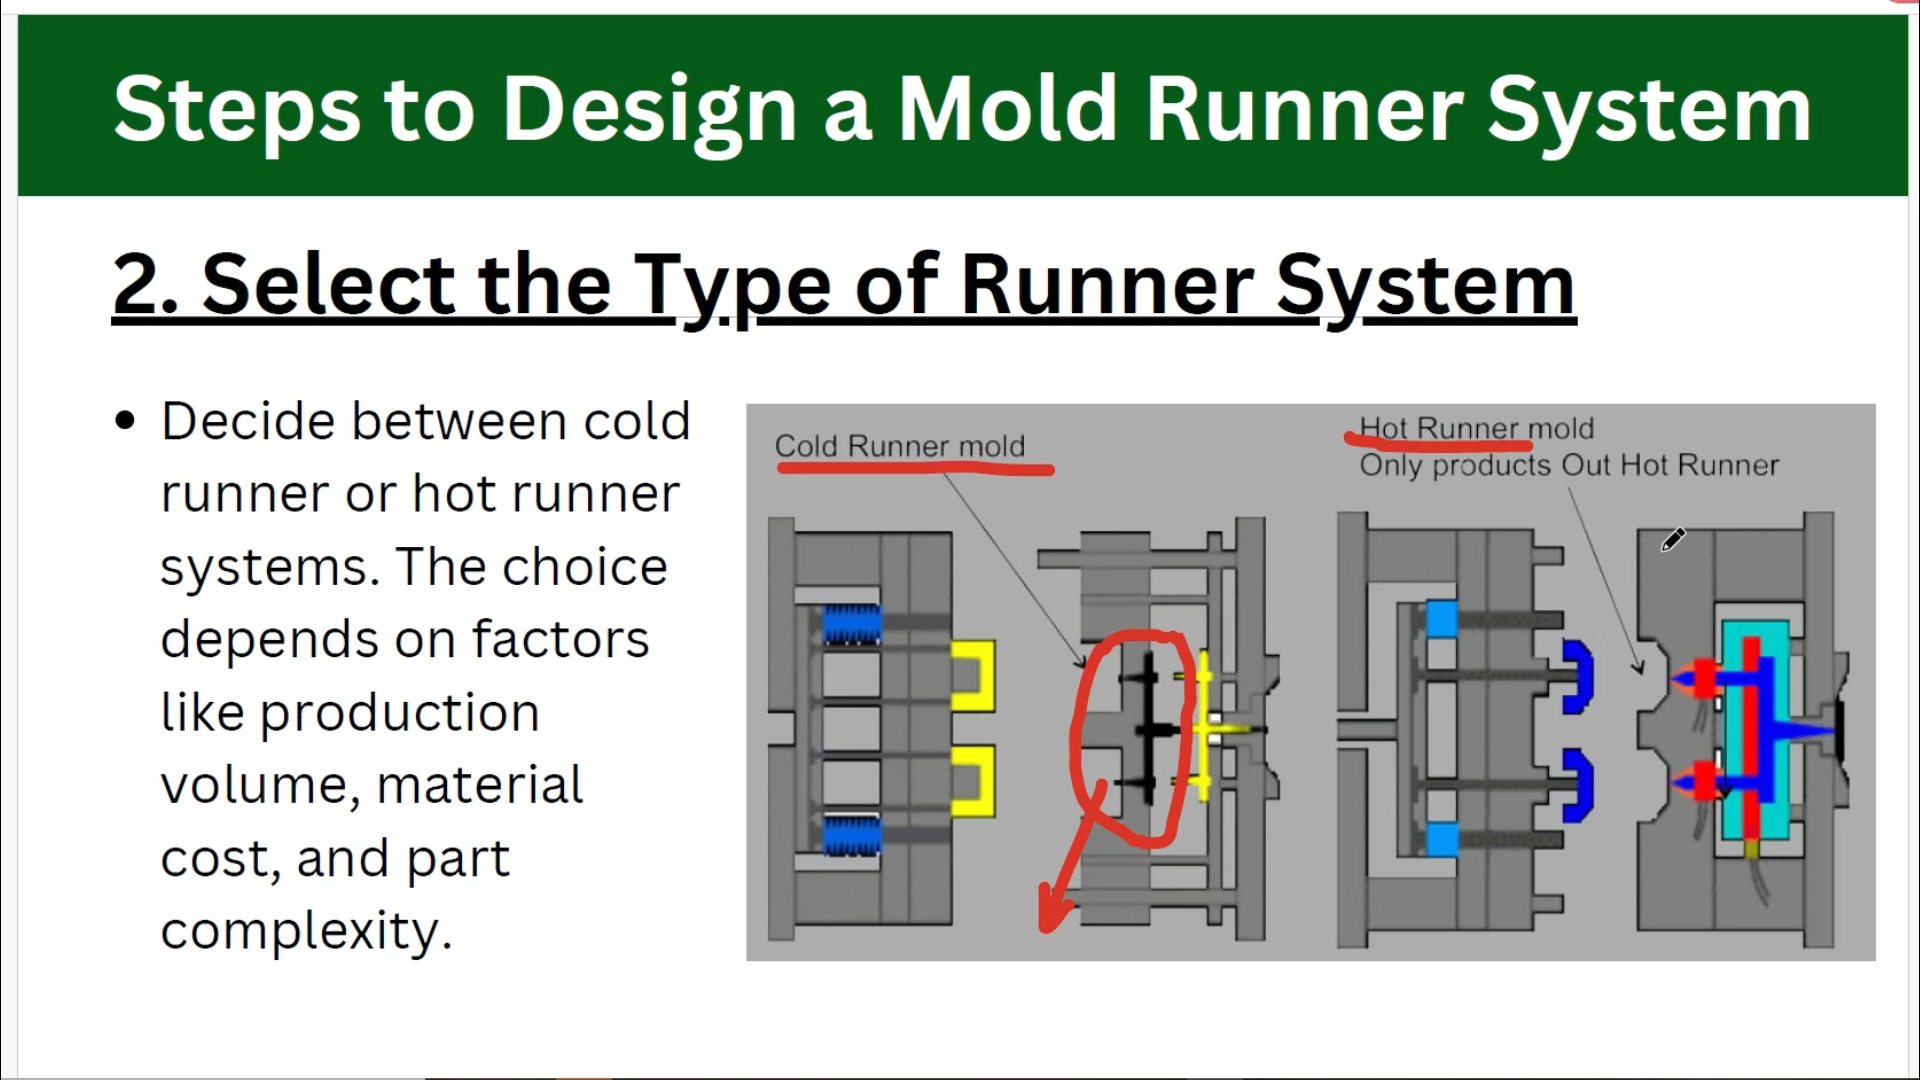 Steps to Design a Mold Runner System
2. Select the Type of Runner System
• Decide between cold
runner or hot runner
systems. The choice
depends on factors
like production
volume, material
cost, and part
complexity.
Cold Runner mold
Hot Runner mold
Only products Out Hot Runner